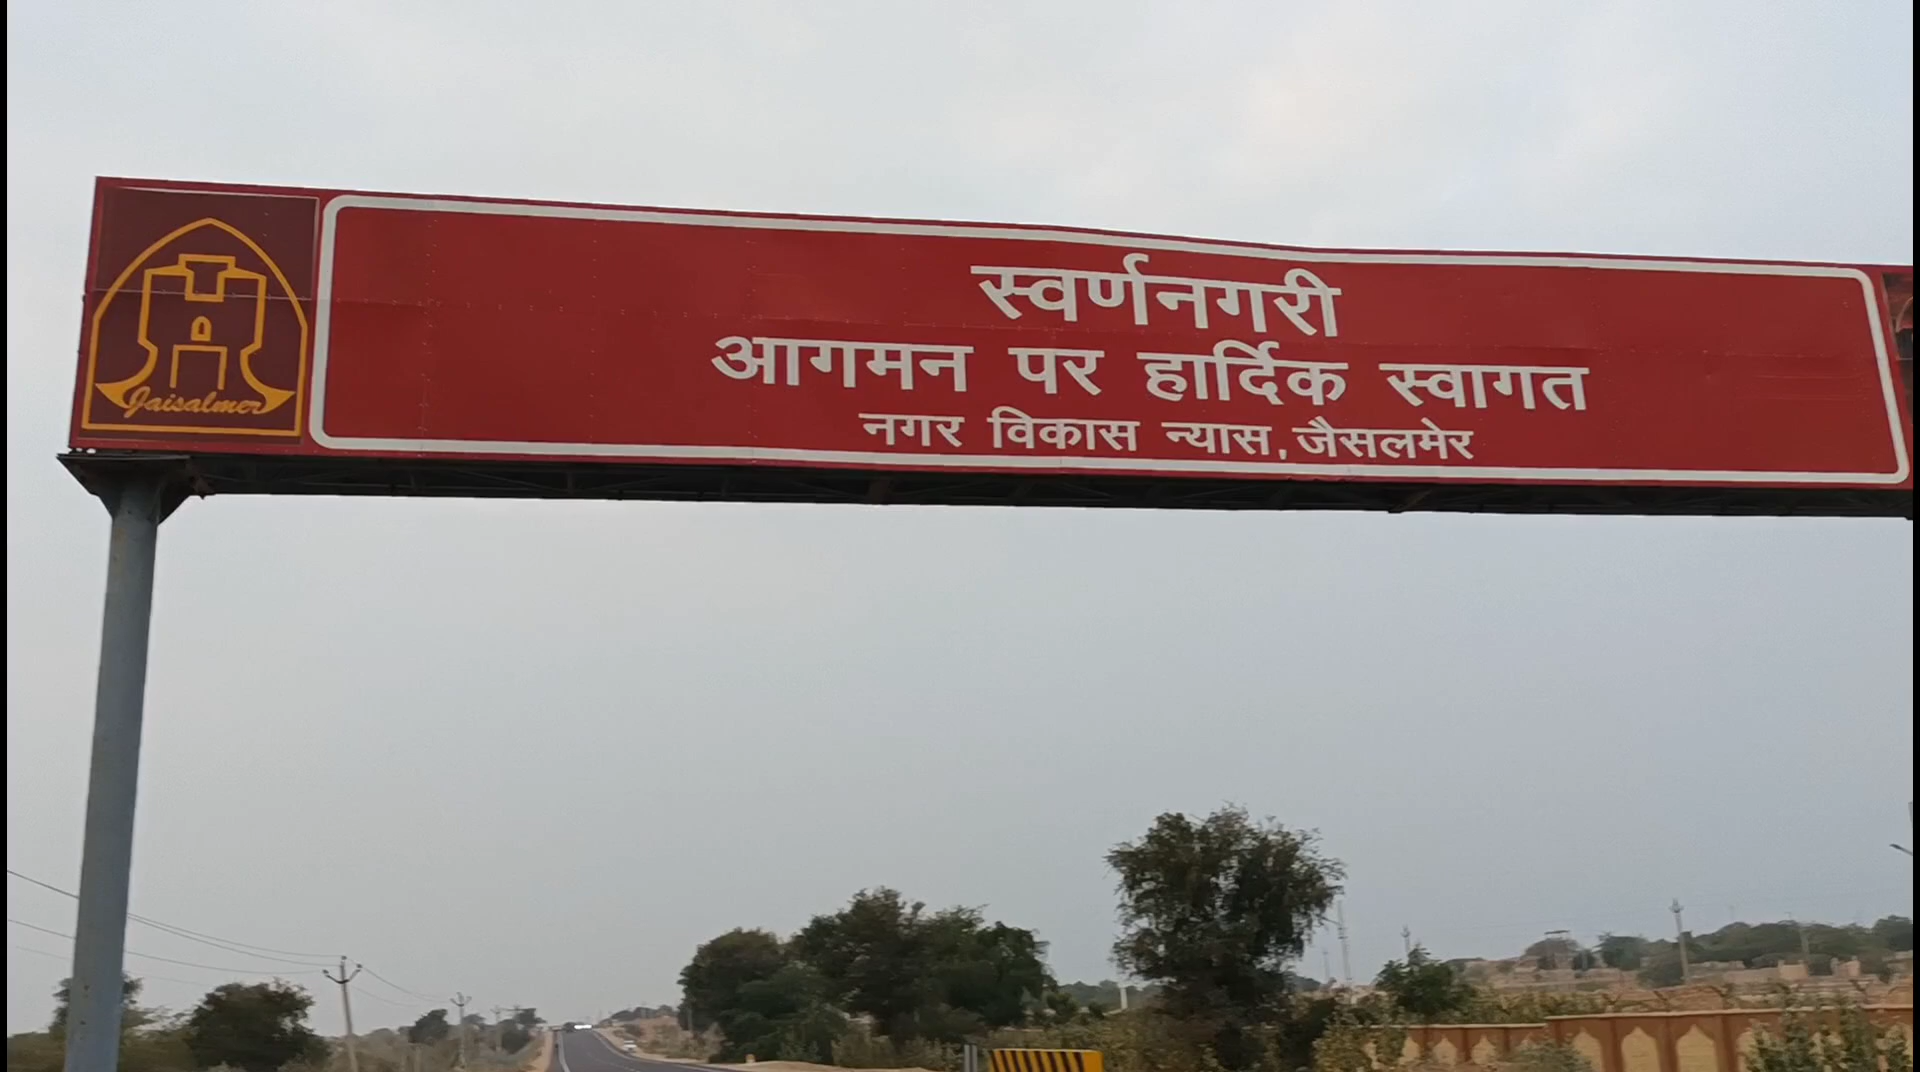 Jaisalmer
स्वर्णनगरी
आगमन पर हार्दिक स्वागत
नगर विकास न्यास, जैसलमेर